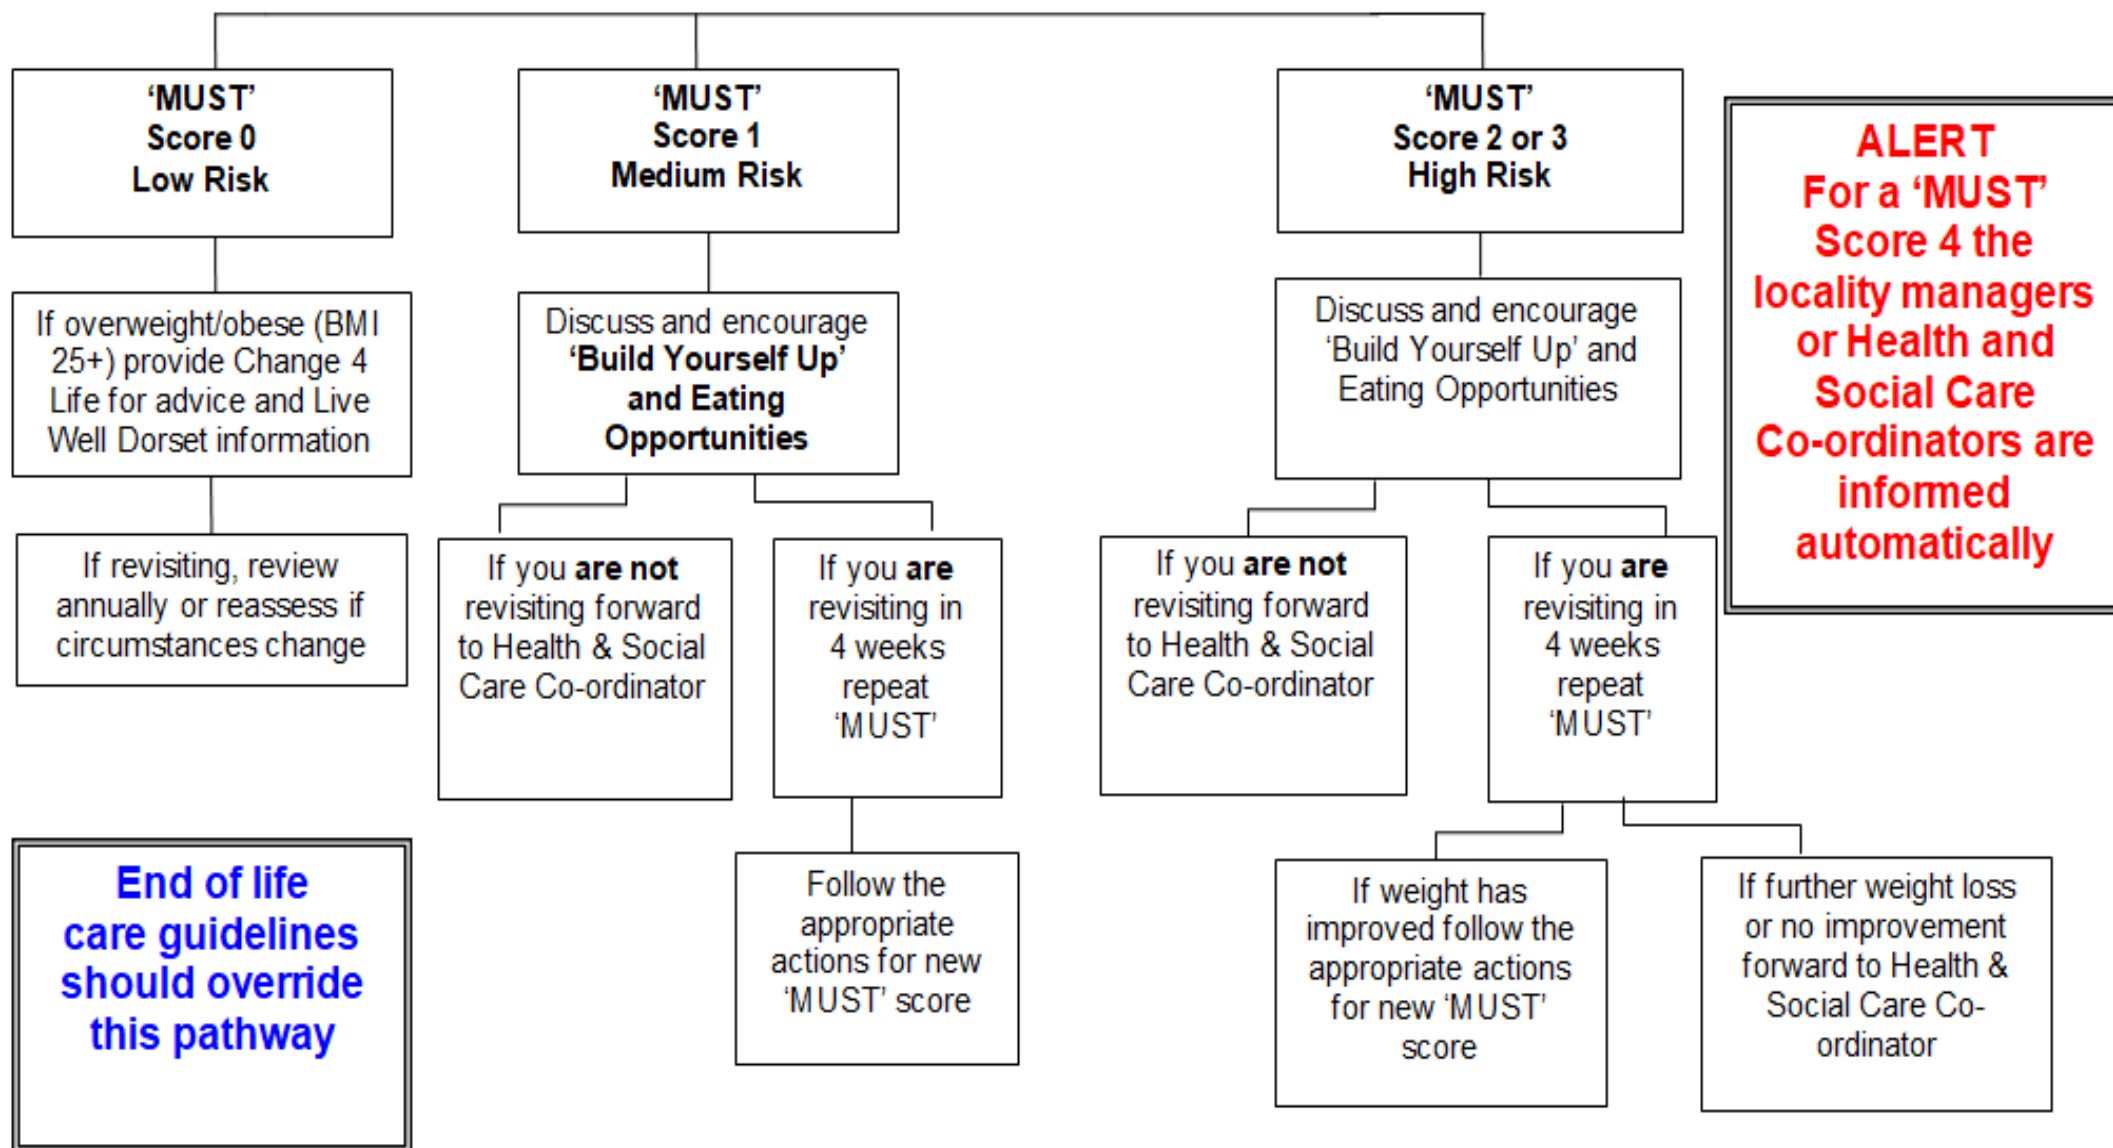 ‘MUST’
Score 0
Low Risk
‘MUST’
Score 1
Medium Risk
‘MUST’
Score 2 or 3
High Risk
ALERT
For a ‘MUST’
Score 4 the
locality managers
or Health and
Social Care
Co-ordinators are
informed
automatically
If overweight/obese (BMI
25+) provide Change 4
Life for advice and Live
Well Dorset information
Discuss and encourage
‘Build Yourself Up’
and Eating
Opportunities
Discuss and encourage
‘Build Yourself Up’ and
Eating Opportunities
If revisiting, review
annually or reassess if
circumstances change
If you are not
revisiting forward
to Health & Social
Care Co-ordinator
If you are
revisiting in
4 weeks
repeat
‘MUST’
If you are not
revisiting forward
to Health & Social
Care Co-ordinator
If you are
revisiting in
4 weeks
repeat
‘MUST’
End of life
care guidelines
should override
this pathway
Follow the
appropriate
actions for new
‘MUST’ score
If weight has
improved follow the
appropriate actions
for new ‘MUST’
score
If further weight loss
or no improvement
forward to Health &
Social Care Co-
ordinator